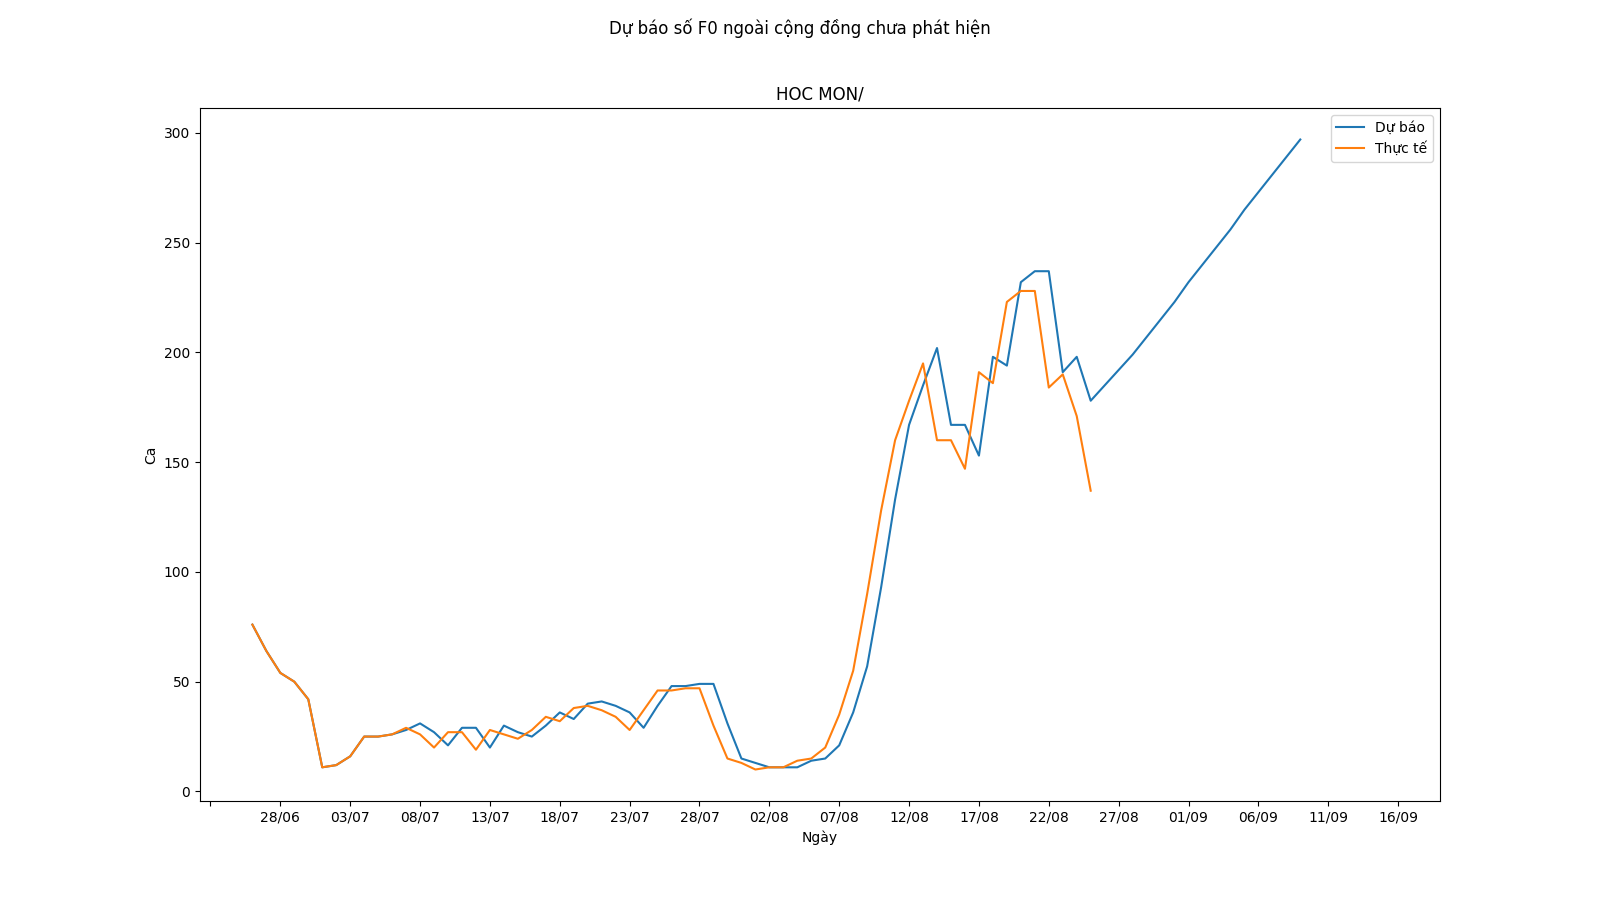 Dự báo số F0 ngoài cộng đồng chưa phát hiện
HOC MON/
Dự báo
Thực tế
300
250
200
150
100
50
0
Ca
28/06 03/07 08/07 13/07 18/07 23/07 28/07 02/08 07/08 12/08 17/08 22/08 27/08 01/09 06/09 11/09 16/09
Ngày